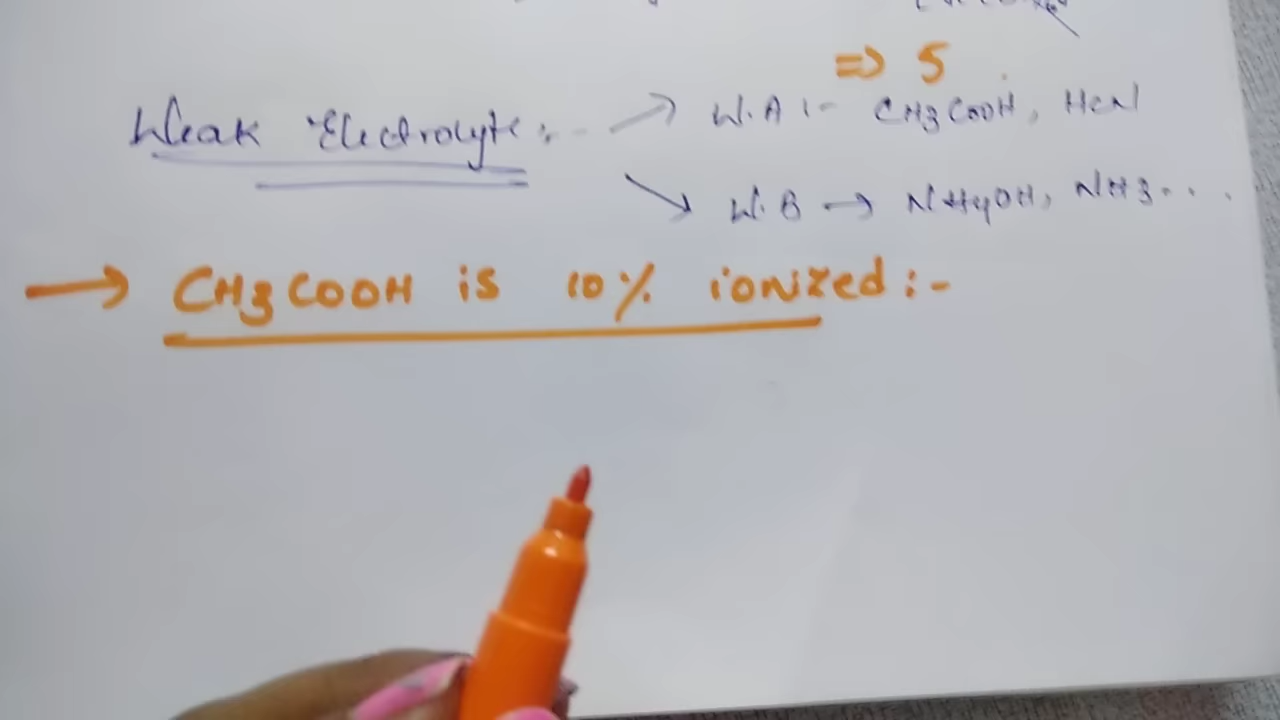 => 5
Weak Electrolyte :- → W.A :- CH3COOH, HCN
↘ W.B → NH4OH, NH3...
→ CH3COOH is 10% ionized :-